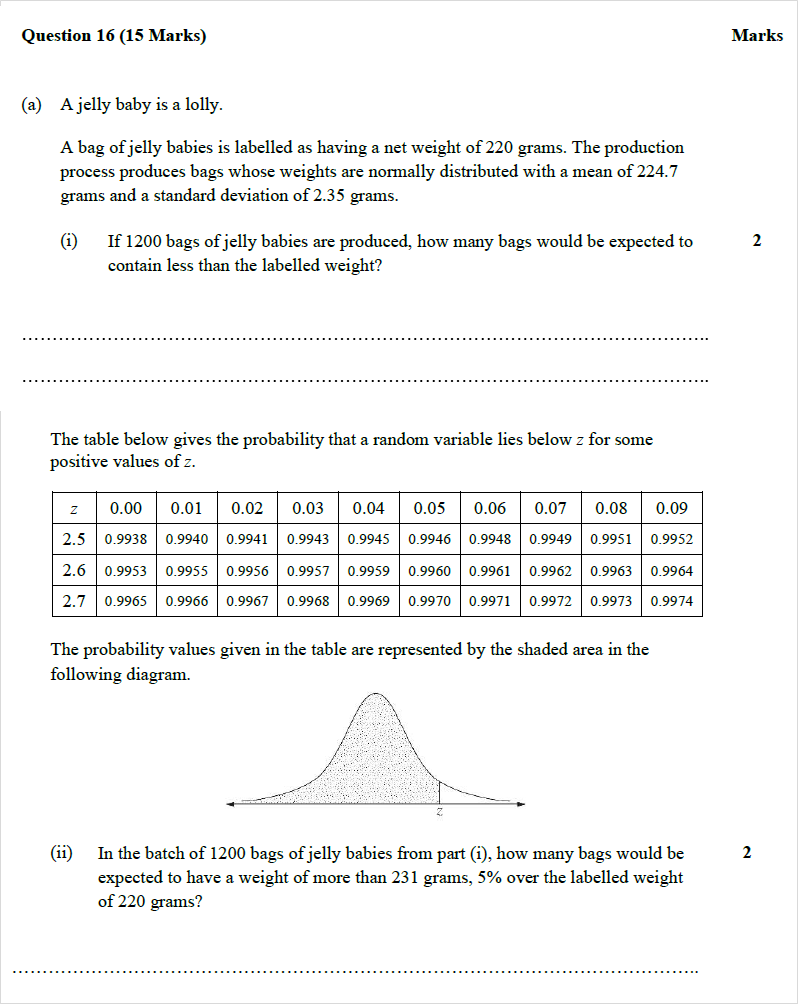 Question 16 (15 Marks) Marks
(a) A jelly baby is a lolly.
A bag of jelly babies is labelled as having a net weight of 220 grams. The production
process produces bags whose weights are normally distributed with a mean of 224.7
grams and a standard deviation of 2.35 grams.
(i) If 1200 bags of jelly babies are produced, how many bags would be expected to 2
contain less than the labelled weight?
The table below gives the probability that a random variable lies below z for some
positive values of z.
z 0.00 0.01 0.02 0.03 0.04 0.05 0.06 0.07 0.08 0.09
2.5 0.9938 0.9940 0.9941 0.9943 0.9945 0.9946 0.9948 0.9949 0.9951 0.9952
2.6 0.9953 0.9955 0.9956 0.9957 0.9959 0.9960 0.9961 0.9962 0.9963 0.9964
2.7 0.9965 0.9966 0.9967 0.9968 0.9969 0.9970 0.9971 0.9972 0.9973 0.9974
The probability values given in the table are represented by the shaded area in the
following diagram.
z
(ii) In the batch of 1200 bags of jelly babies from part (i), how many bags would be 2
expected to have a weight of more than 231 grams, 5% over the labelled weight
of 220 grams?